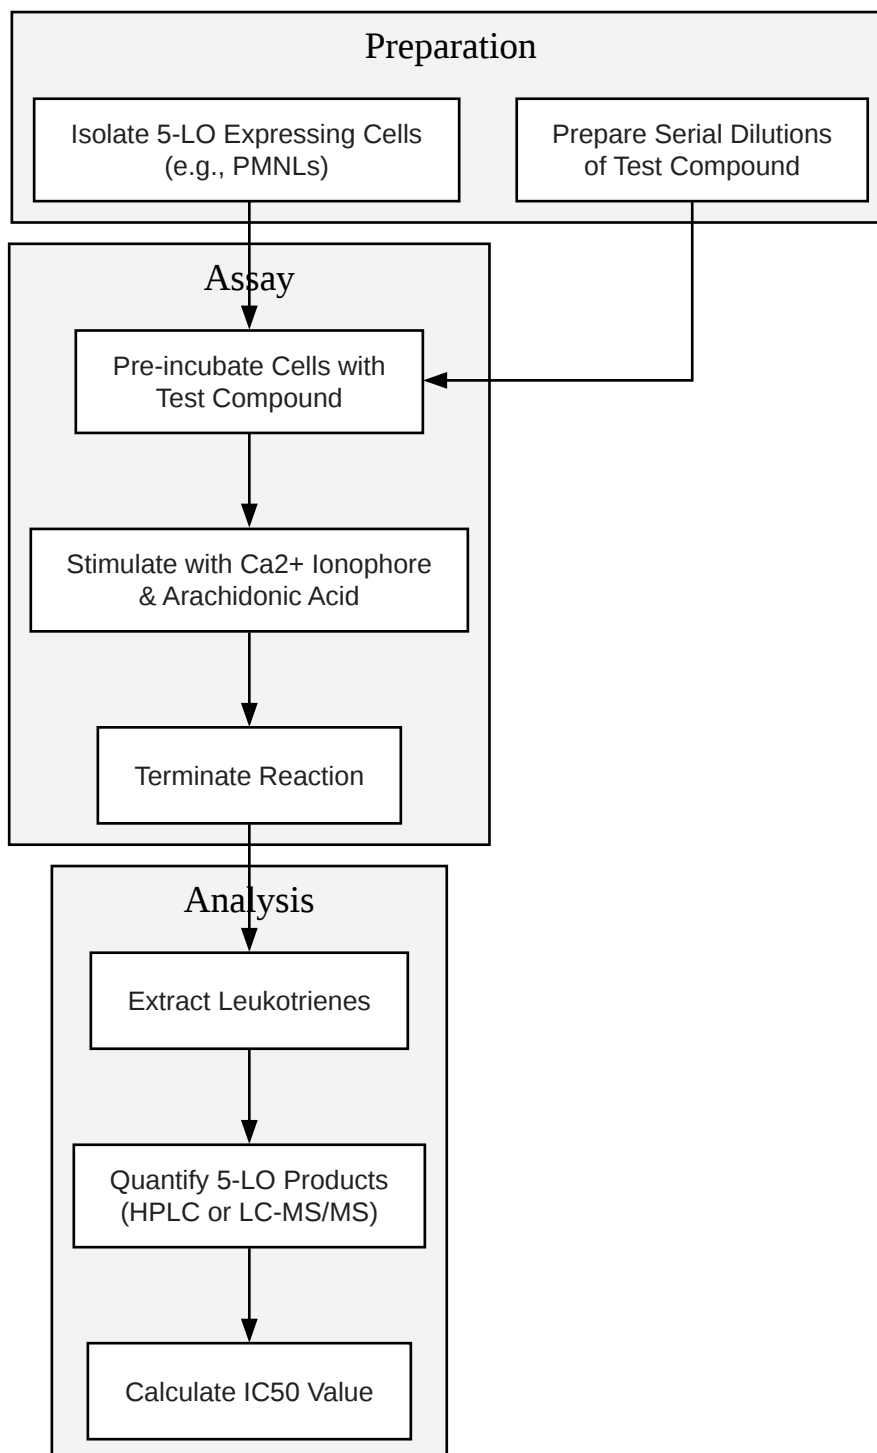 Preparation
Isolate 5-LO Expressing Cells
(e.g., PMNLs)
Prepare Serial Dilutions
of Test Compound
Assay
Pre-incubate Cells with
Test Compound
Stimulate with Ca2+ Ionophore
& Arachidonic Acid
Terminate Reaction
Analysis
Extract Leukotrienes
Quantify 5-LO Products
(HPLC or LC-MS/MS)
Calculate IC50 Value